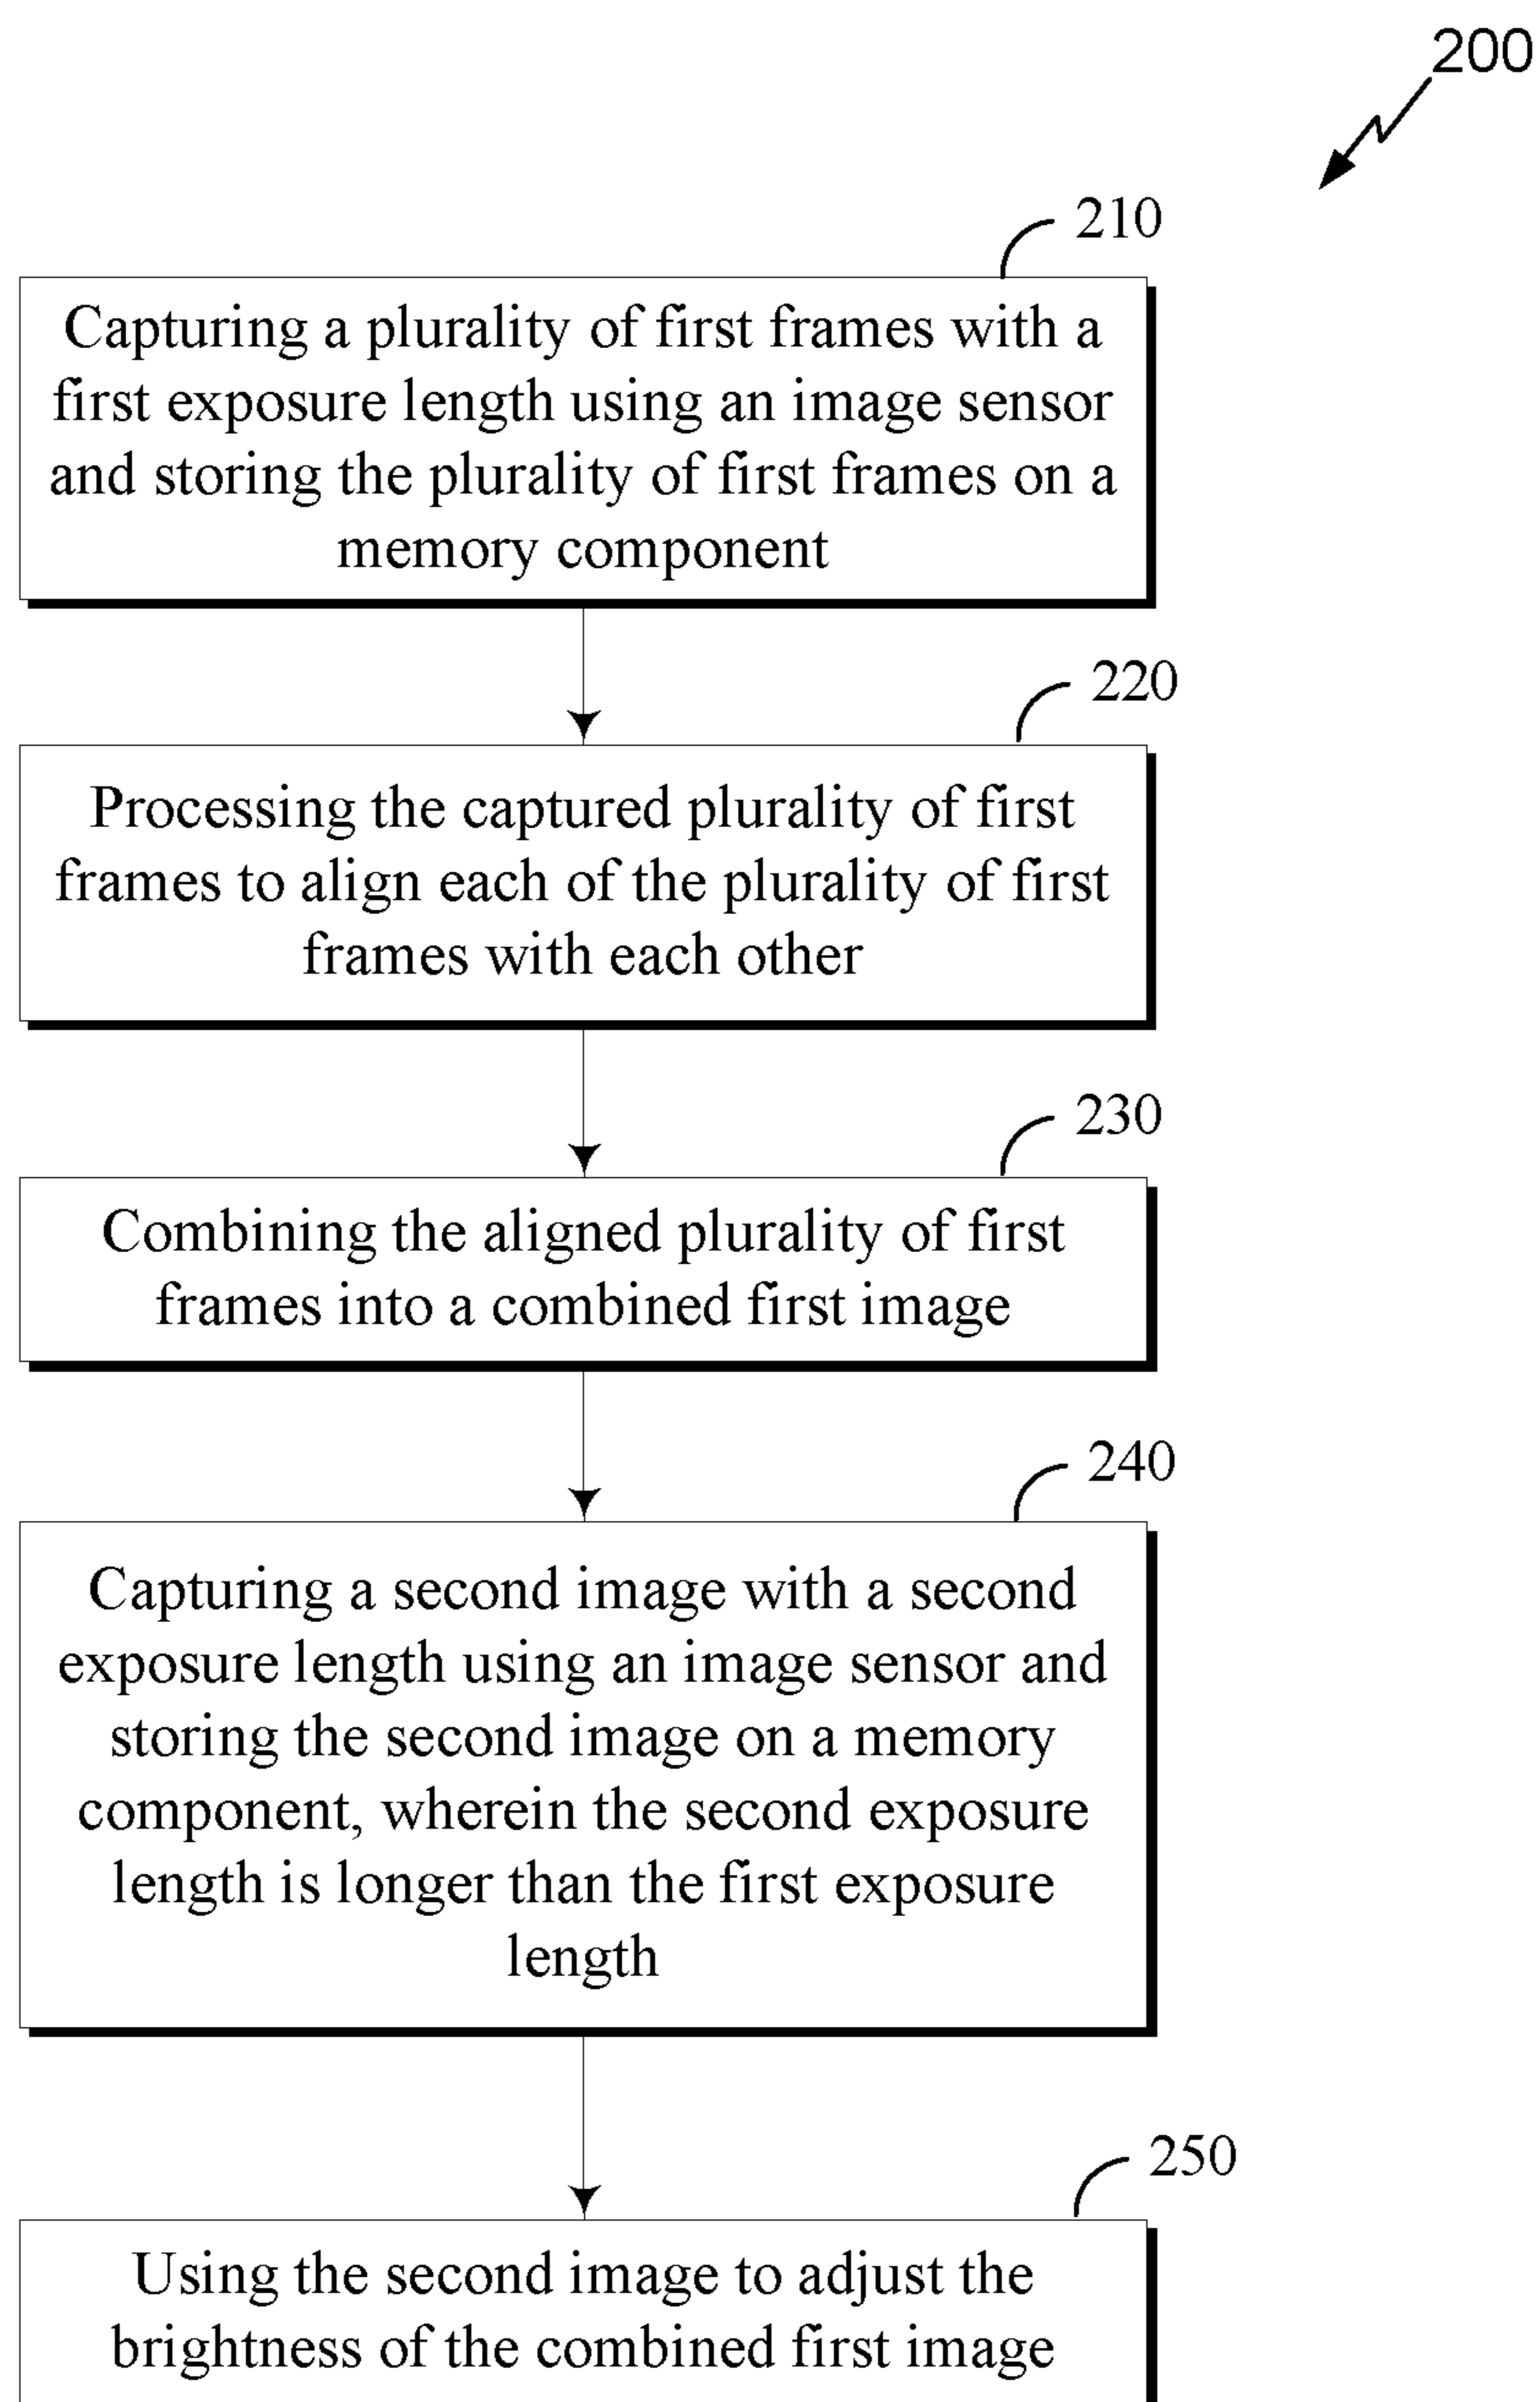 200
210
Capturing a plurality of first frames with a
first exposure length using an image sensor
and storing the plurality of first frames on a
memory component
220
Processing the captured plurality of first
frames to align each of the plurality of first
frames with each other
230
Combining the aligned plurality of first
frames into a combined first image
240
Capturing a second image with a second
exposure length using an image sensor and
storing the second image on a memory
component, wherein the second exposure
length is longer than the first exposure
length
250
Using the second image to adjust the
brightness of the combined first image